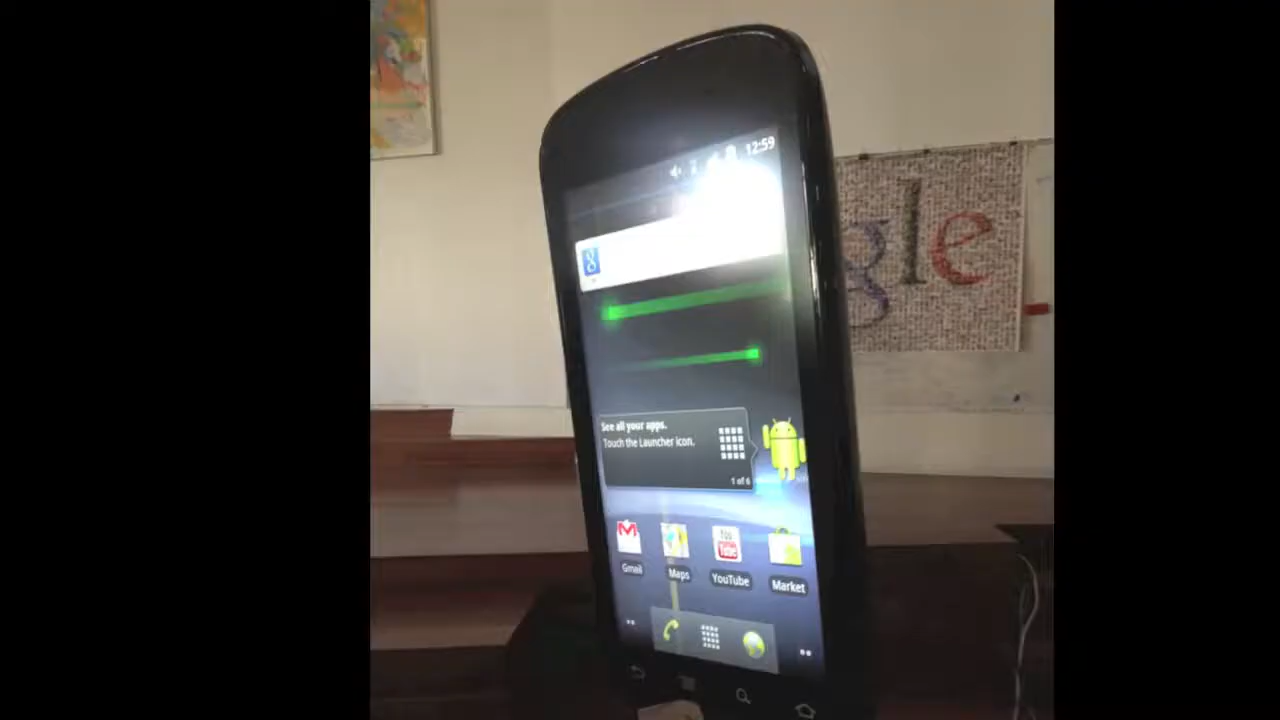 12:59
g
gle
See all your apps.
Touch the Launcher icon.
1 of 6
Gmail
Maps
YouTube
Market